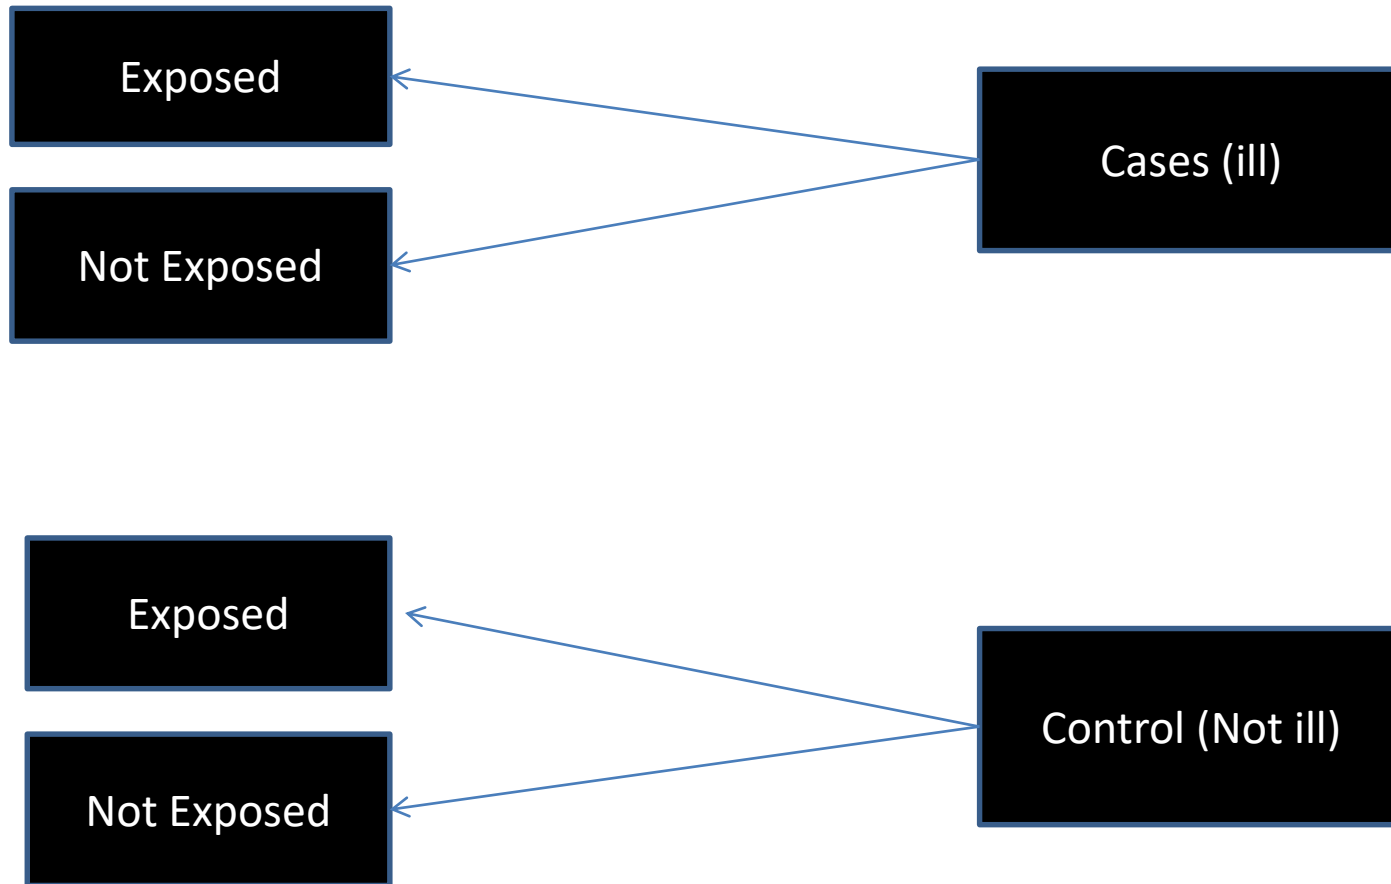 Exposed
Cases (ill)
Not Exposed
Exposed
Control (Not ill)
Not Exposed